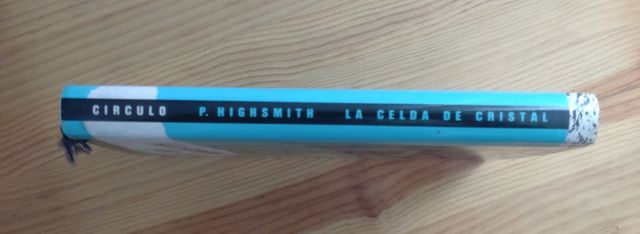 CIRCULO P. HIGHSMITH LA CELDA DE CRISTAL